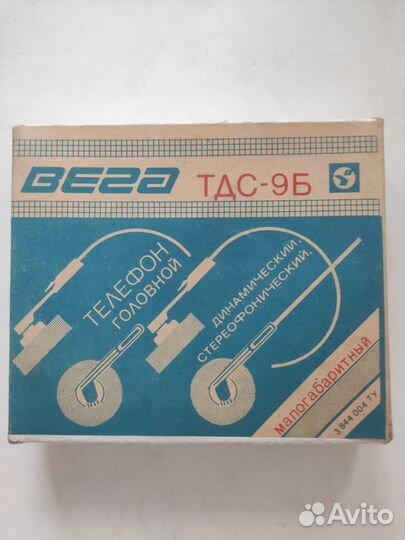 Вега ТДС-9Б
ТЕЛЕФОН
ГОЛОВНОЙ
ДИНАМИЧЕСКИЙ.
СТЕРЕОФОНИЧЕСКИЙ.
малогабаритный
3 844 004 ТУ
Avito